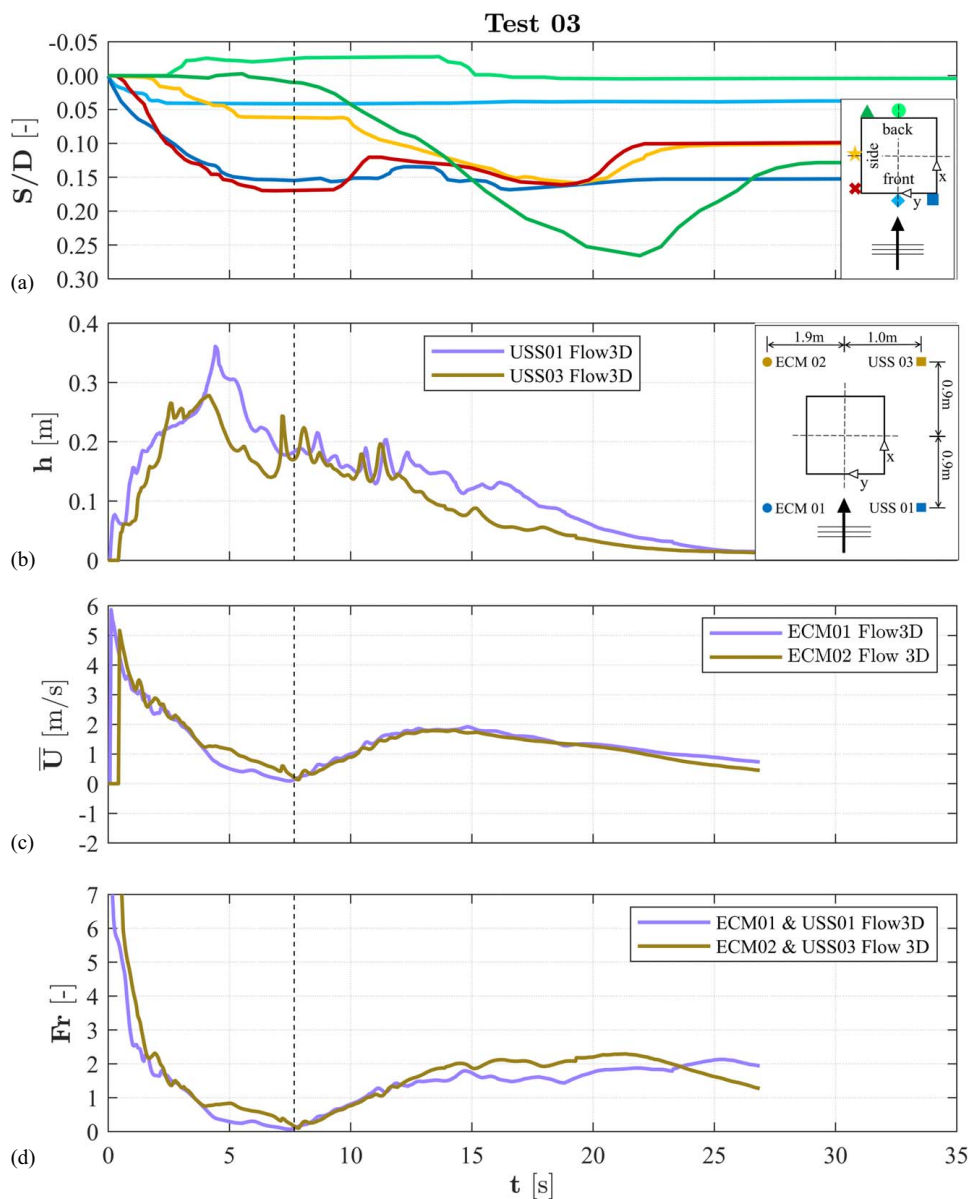 Test 03
-0.05
0.00
0.05
0.10
0.15
0.20
0.25
0.30
S/D [-]
(a)
back
side
front
x
y
0.4
0.3
0.2
0.1
0
h [m]
(b)
USS01 Flow3D
USS03 Flow3D
1.9m 1.0m
ECM 02 USS 03
0.9m
0.9m
x
y
ECM 01 USS 01
6
5
4
3
2
1
0
-1
-2
U [m/s]
(c)
ECM01 Flow3D
ECM02 Flow 3D
7
6
5
4
3
2
1
0
Fr [-]
(d)
ECM01 & USS01 Flow3D
ECM02 & USS03 Flow 3D
0 5 10 15 20 25 30 35
t [s]